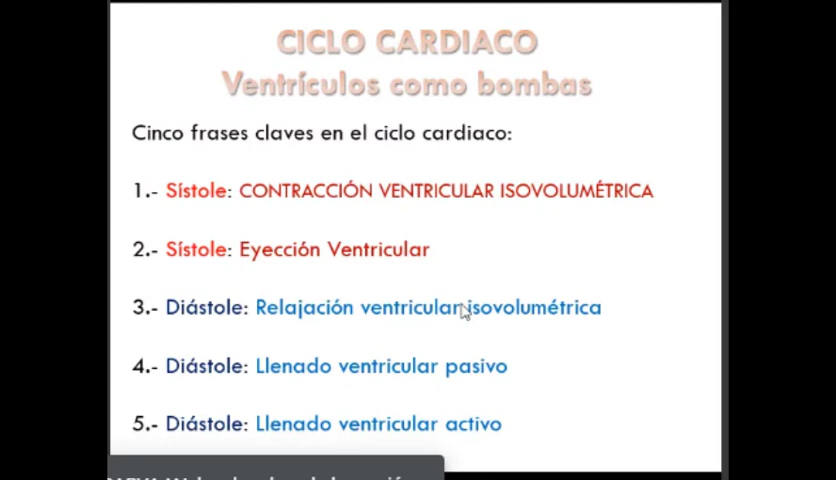 CICLO CARDIACO
Ventrículos como bombas
Cinco frases claves en el ciclo cardiaco:
1.- Sístole: CONTRACCIÓN VENTRICULAR ISOVOLUMÉTRICA
2.- Sístole: Eyección Ventricular
3.- Diástole: Relajación ventricular isovolumétrica
4.- Diástole: Llenado ventricular pasivo
5.- Diástole: Llenado ventricular activo